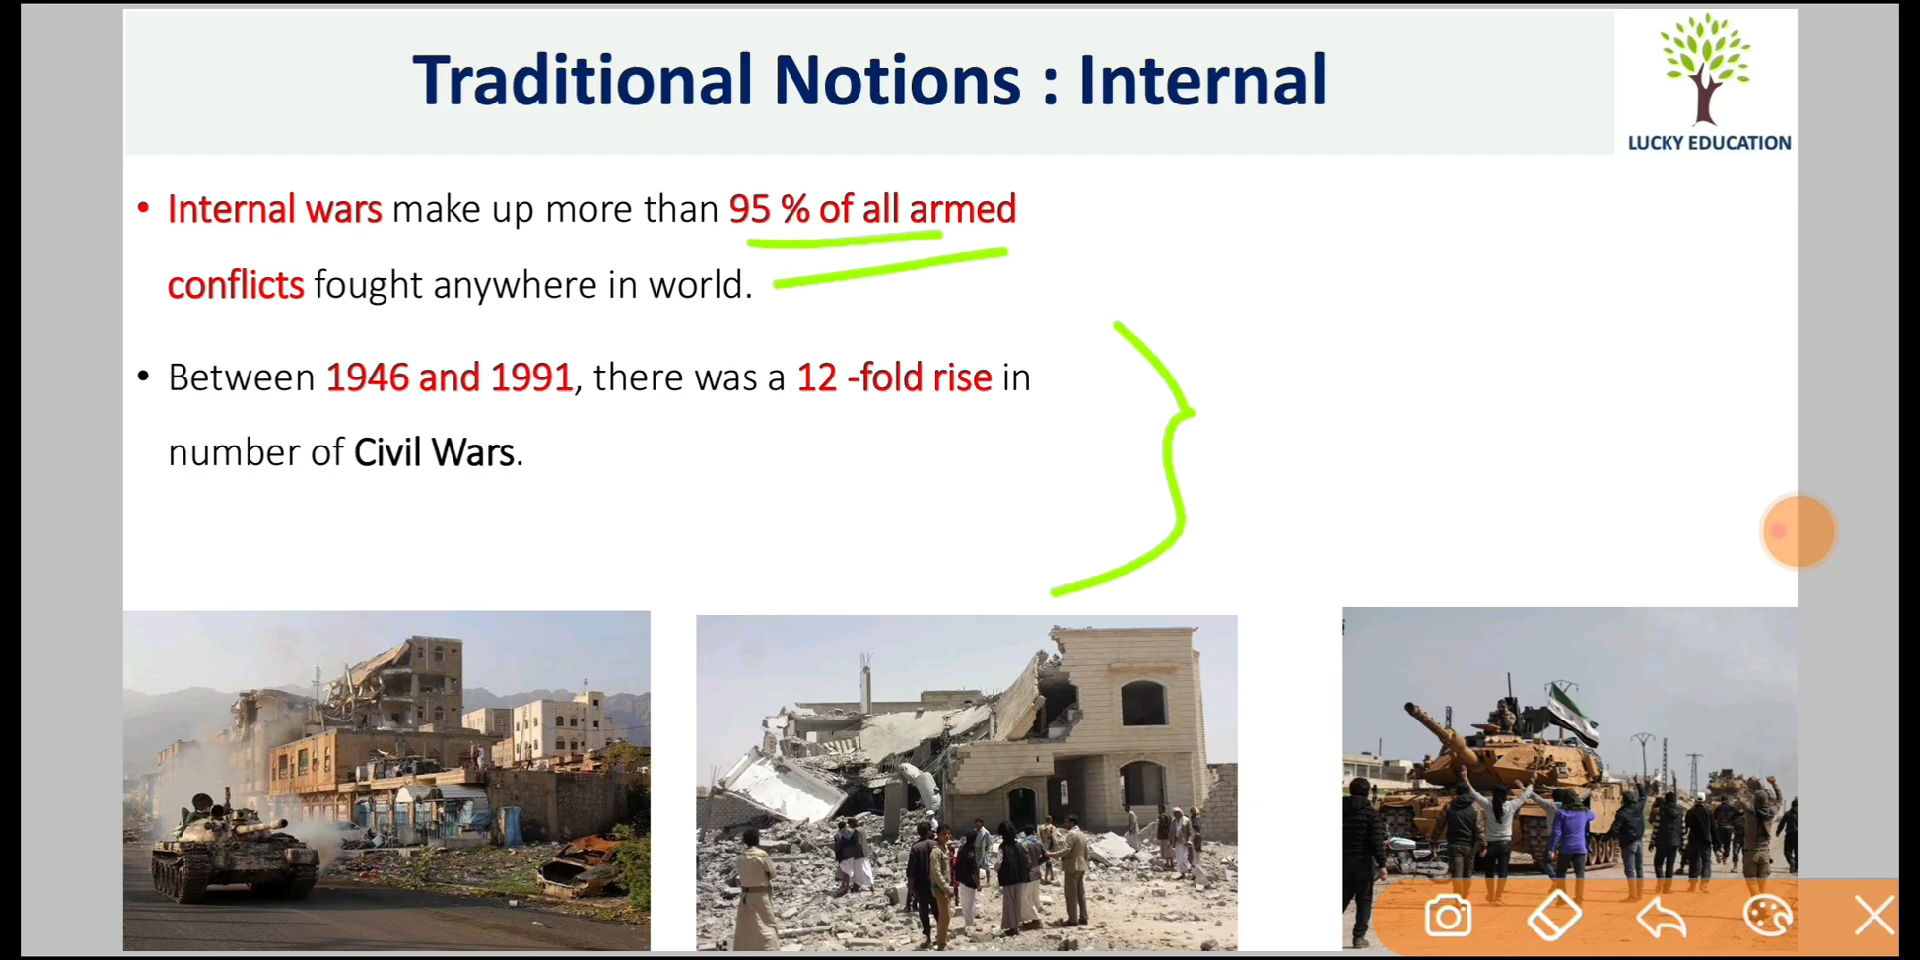 Traditional Notions : Internal
LUCKY EDUCATION
• Internal wars make up more than 95 % of all armed
conflicts fought anywhere in world.
• Between 1946 and 1991, there was a 12 -fold rise in
number of Civil Wars.